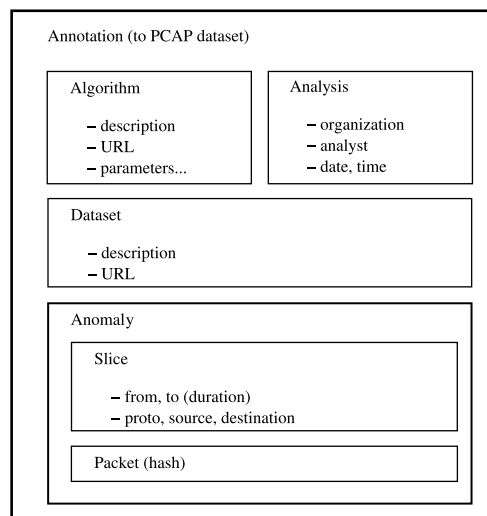 Annotation (to PCAP dataset)
Algorithm
– description
– URL
– parameters...
Analysis
– organization
– analyst
– date, time
Dataset
– description
– URL
Anomaly
Slice
– from, to (duration)
– proto, source, destination
Packet (hash)